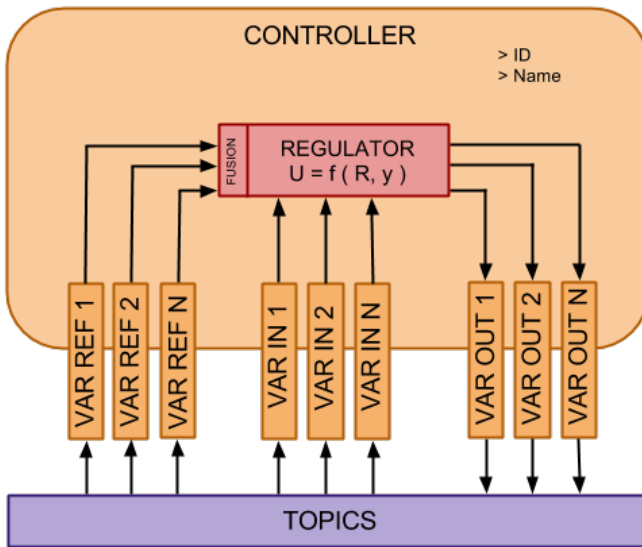 CONTROLLER
> ID
> Name
FUSION
REGULATOR
U = f ( R, y )
VAR REF 1
VAR REF 2
VAR REF N
VAR IN 1
VAR IN 2
VAR IN N
VAR OUT 1
VAR OUT 2
VAR OUT N
TOPICS